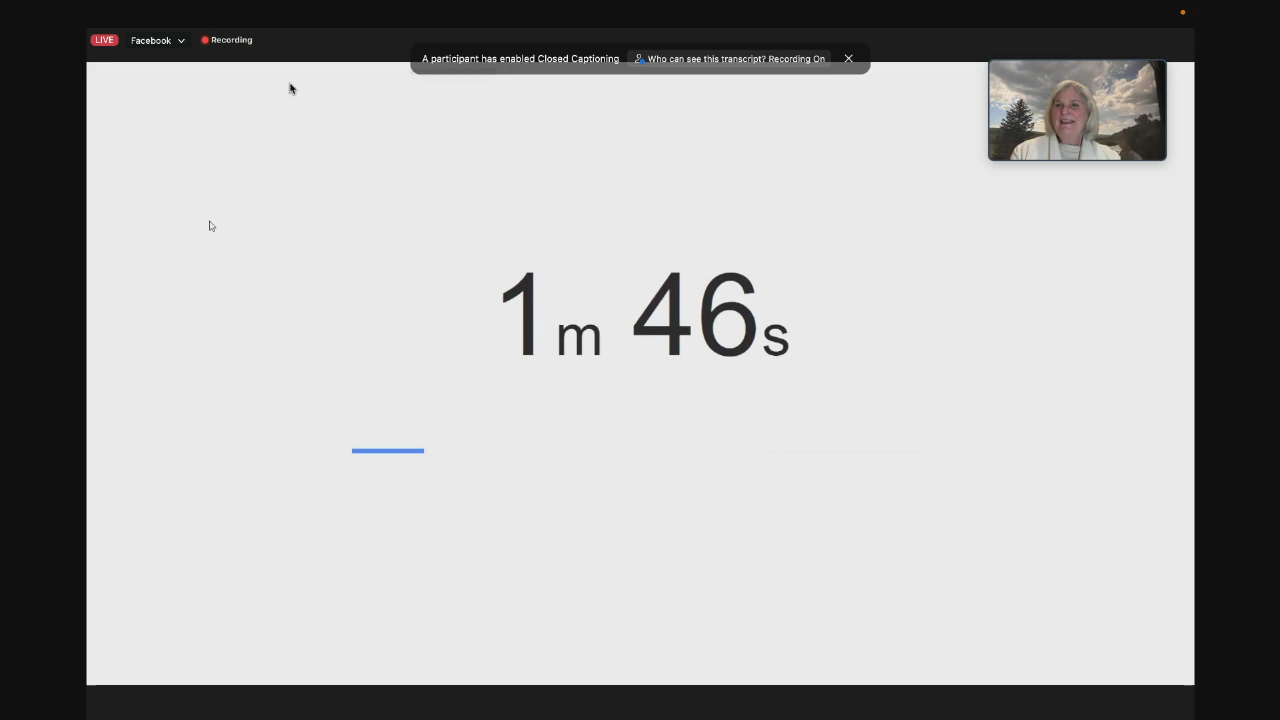 LIVE Facebook Recording
A participant has enabled Closed Captioning Who can see this transcript? Recording On
1m 46s